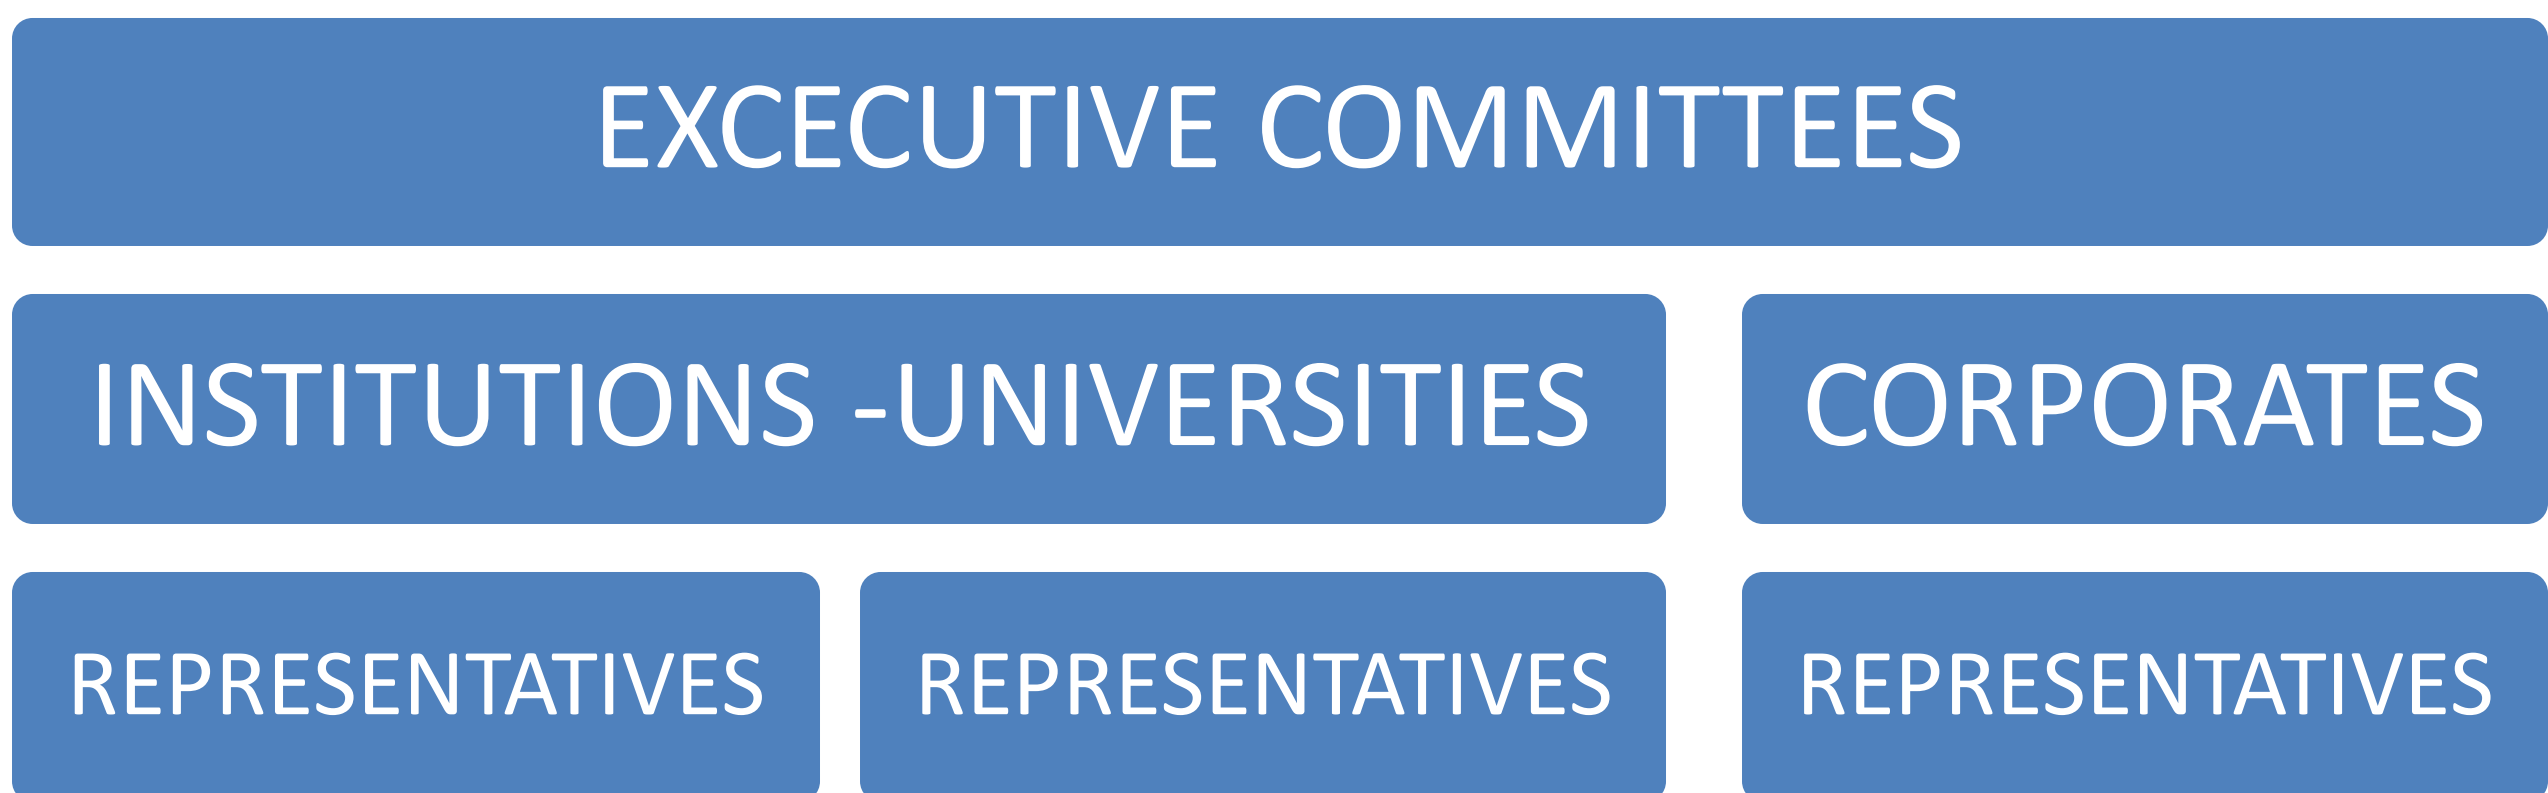 EXCECUTIVE COMMITTEES
INSTITUTIONS -UNIVERSITIES
CORPORATES
REPRESENTATIVES
REPRESENTATIVES
REPRESENTATIVES